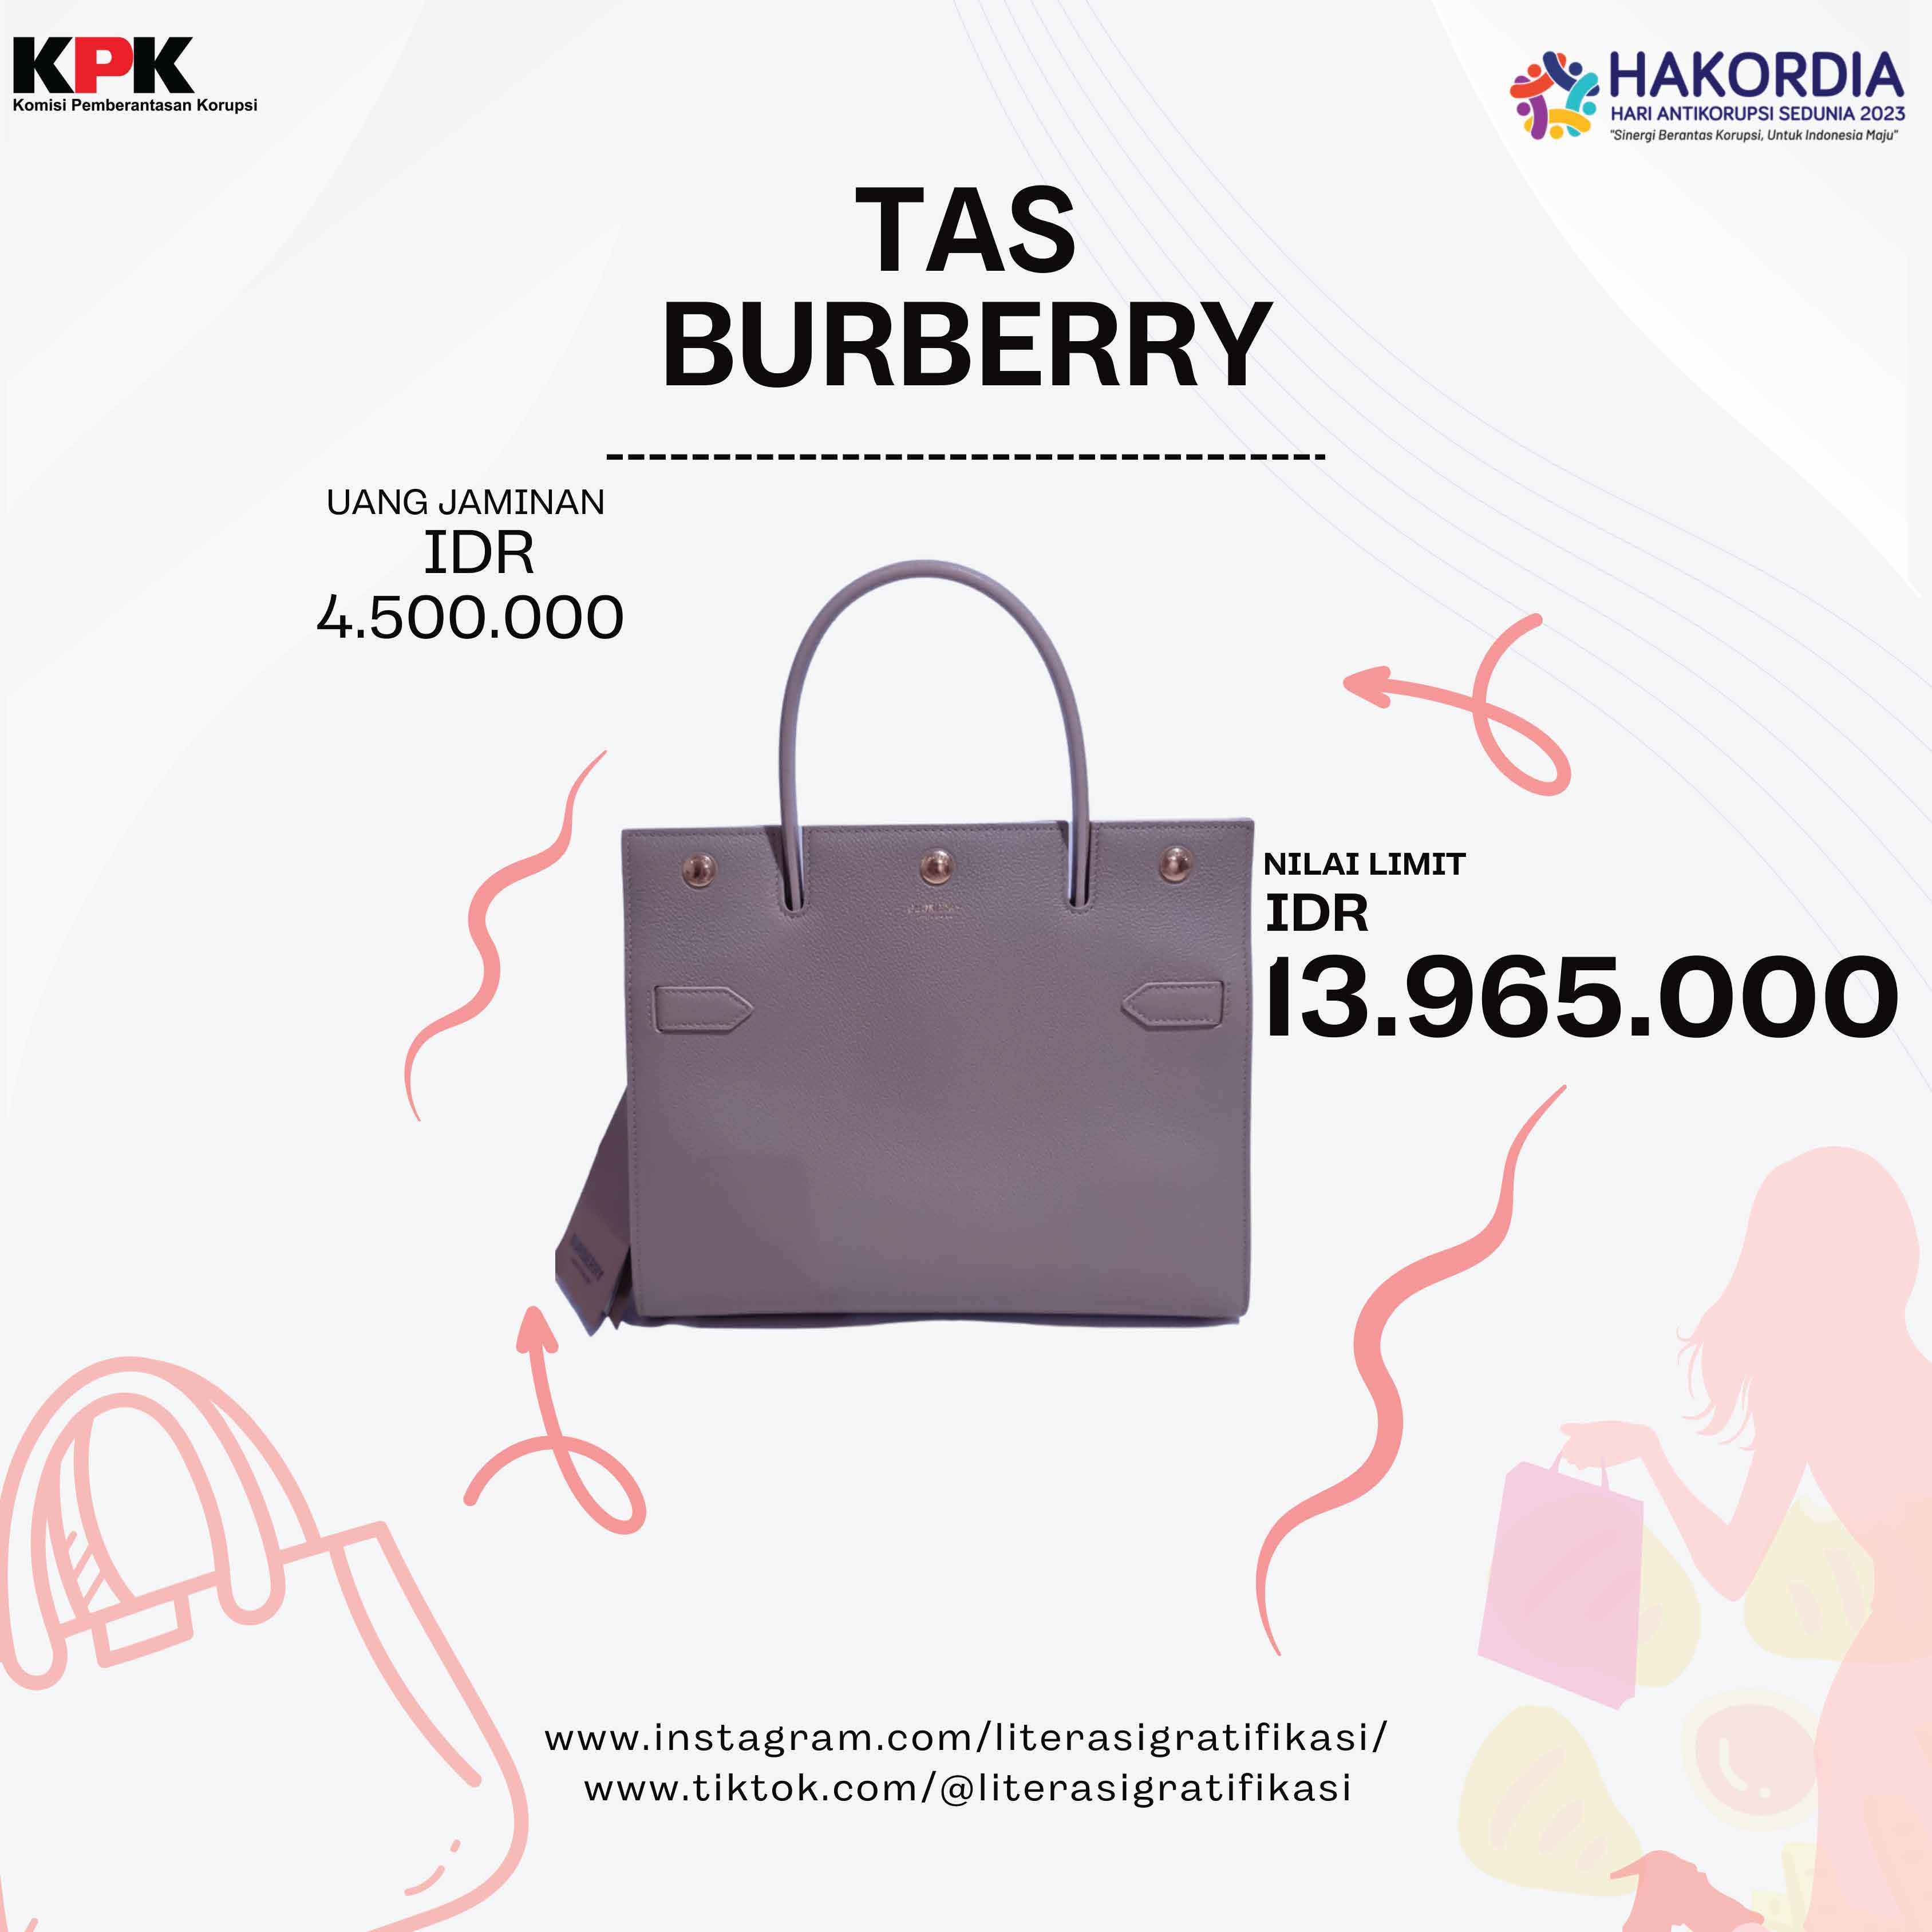 KPK
Komisi Pemberantasan Korupsi
HAKORDIA
HARI ANTIKORUPSI SEDUNIA 2023
"Sinergi Berantas Korupsi, Untuk Indonesia Maju"
TAS
BURBERRY
UANG JAMINAN
IDR
4.500.000
NILAI LIMIT
IDR
13.965.000
BURBERRY
www.instagram.com/literasigratifikasi/
www.tiktok.com/@literasigratifikasi